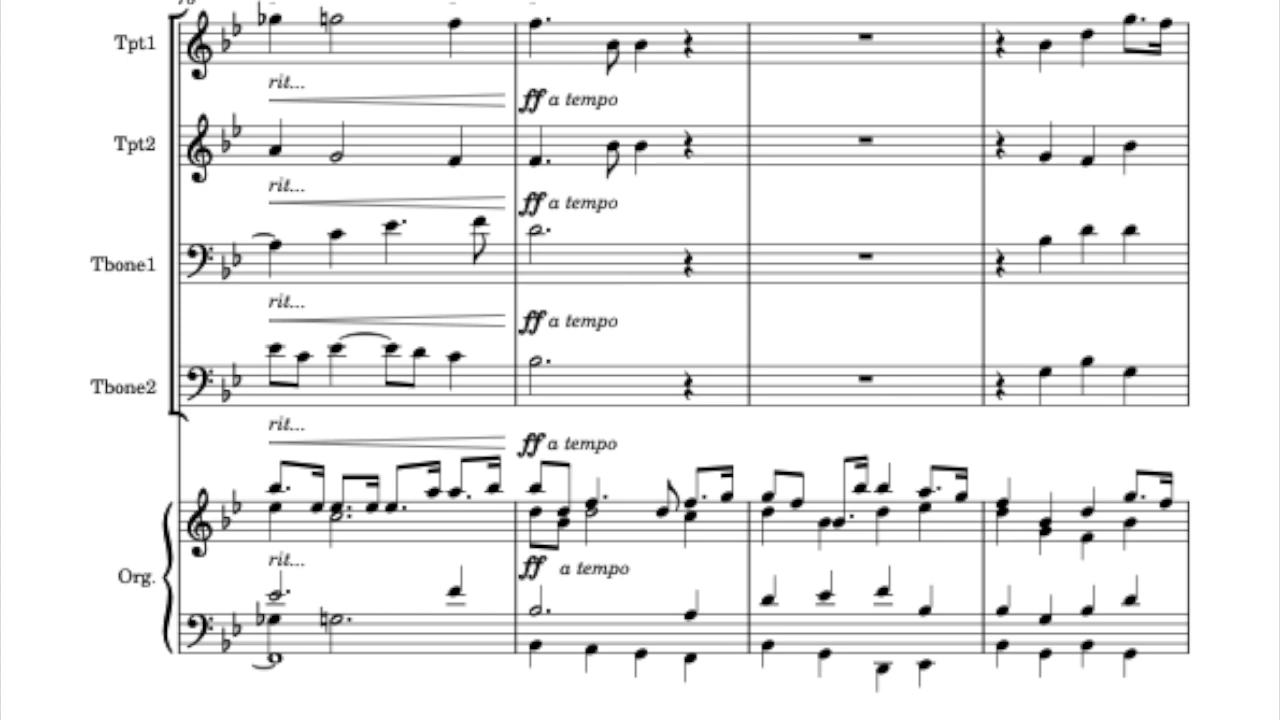 Tpt1
rit...
ff a tempo
Tpt2
rit...
ff a tempo
Tbone1
rit...
ff a tempo
Tbone2
rit...
ff a tempo
Org.
rit...
ff a tempo